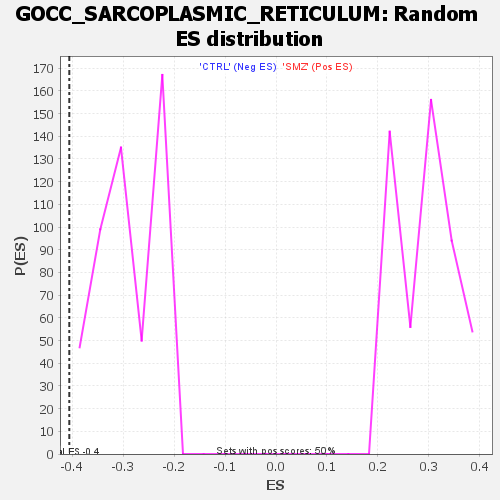 GOCC_SARCOPLASMIC_RETICULUM: Random
ES distribution
'CTRL' (Neg ES) 'SMZ' (Pos ES)
170
160
150
140
130
120
110
100
90
80
70
60
50
40
30
20
10
0
P(ES)
ES -0.4
Sets with pos scores: 50%
-0.4 -0.3 -0.2 -0.1 0.0 0.1 0.2 0.3 0.4
ES